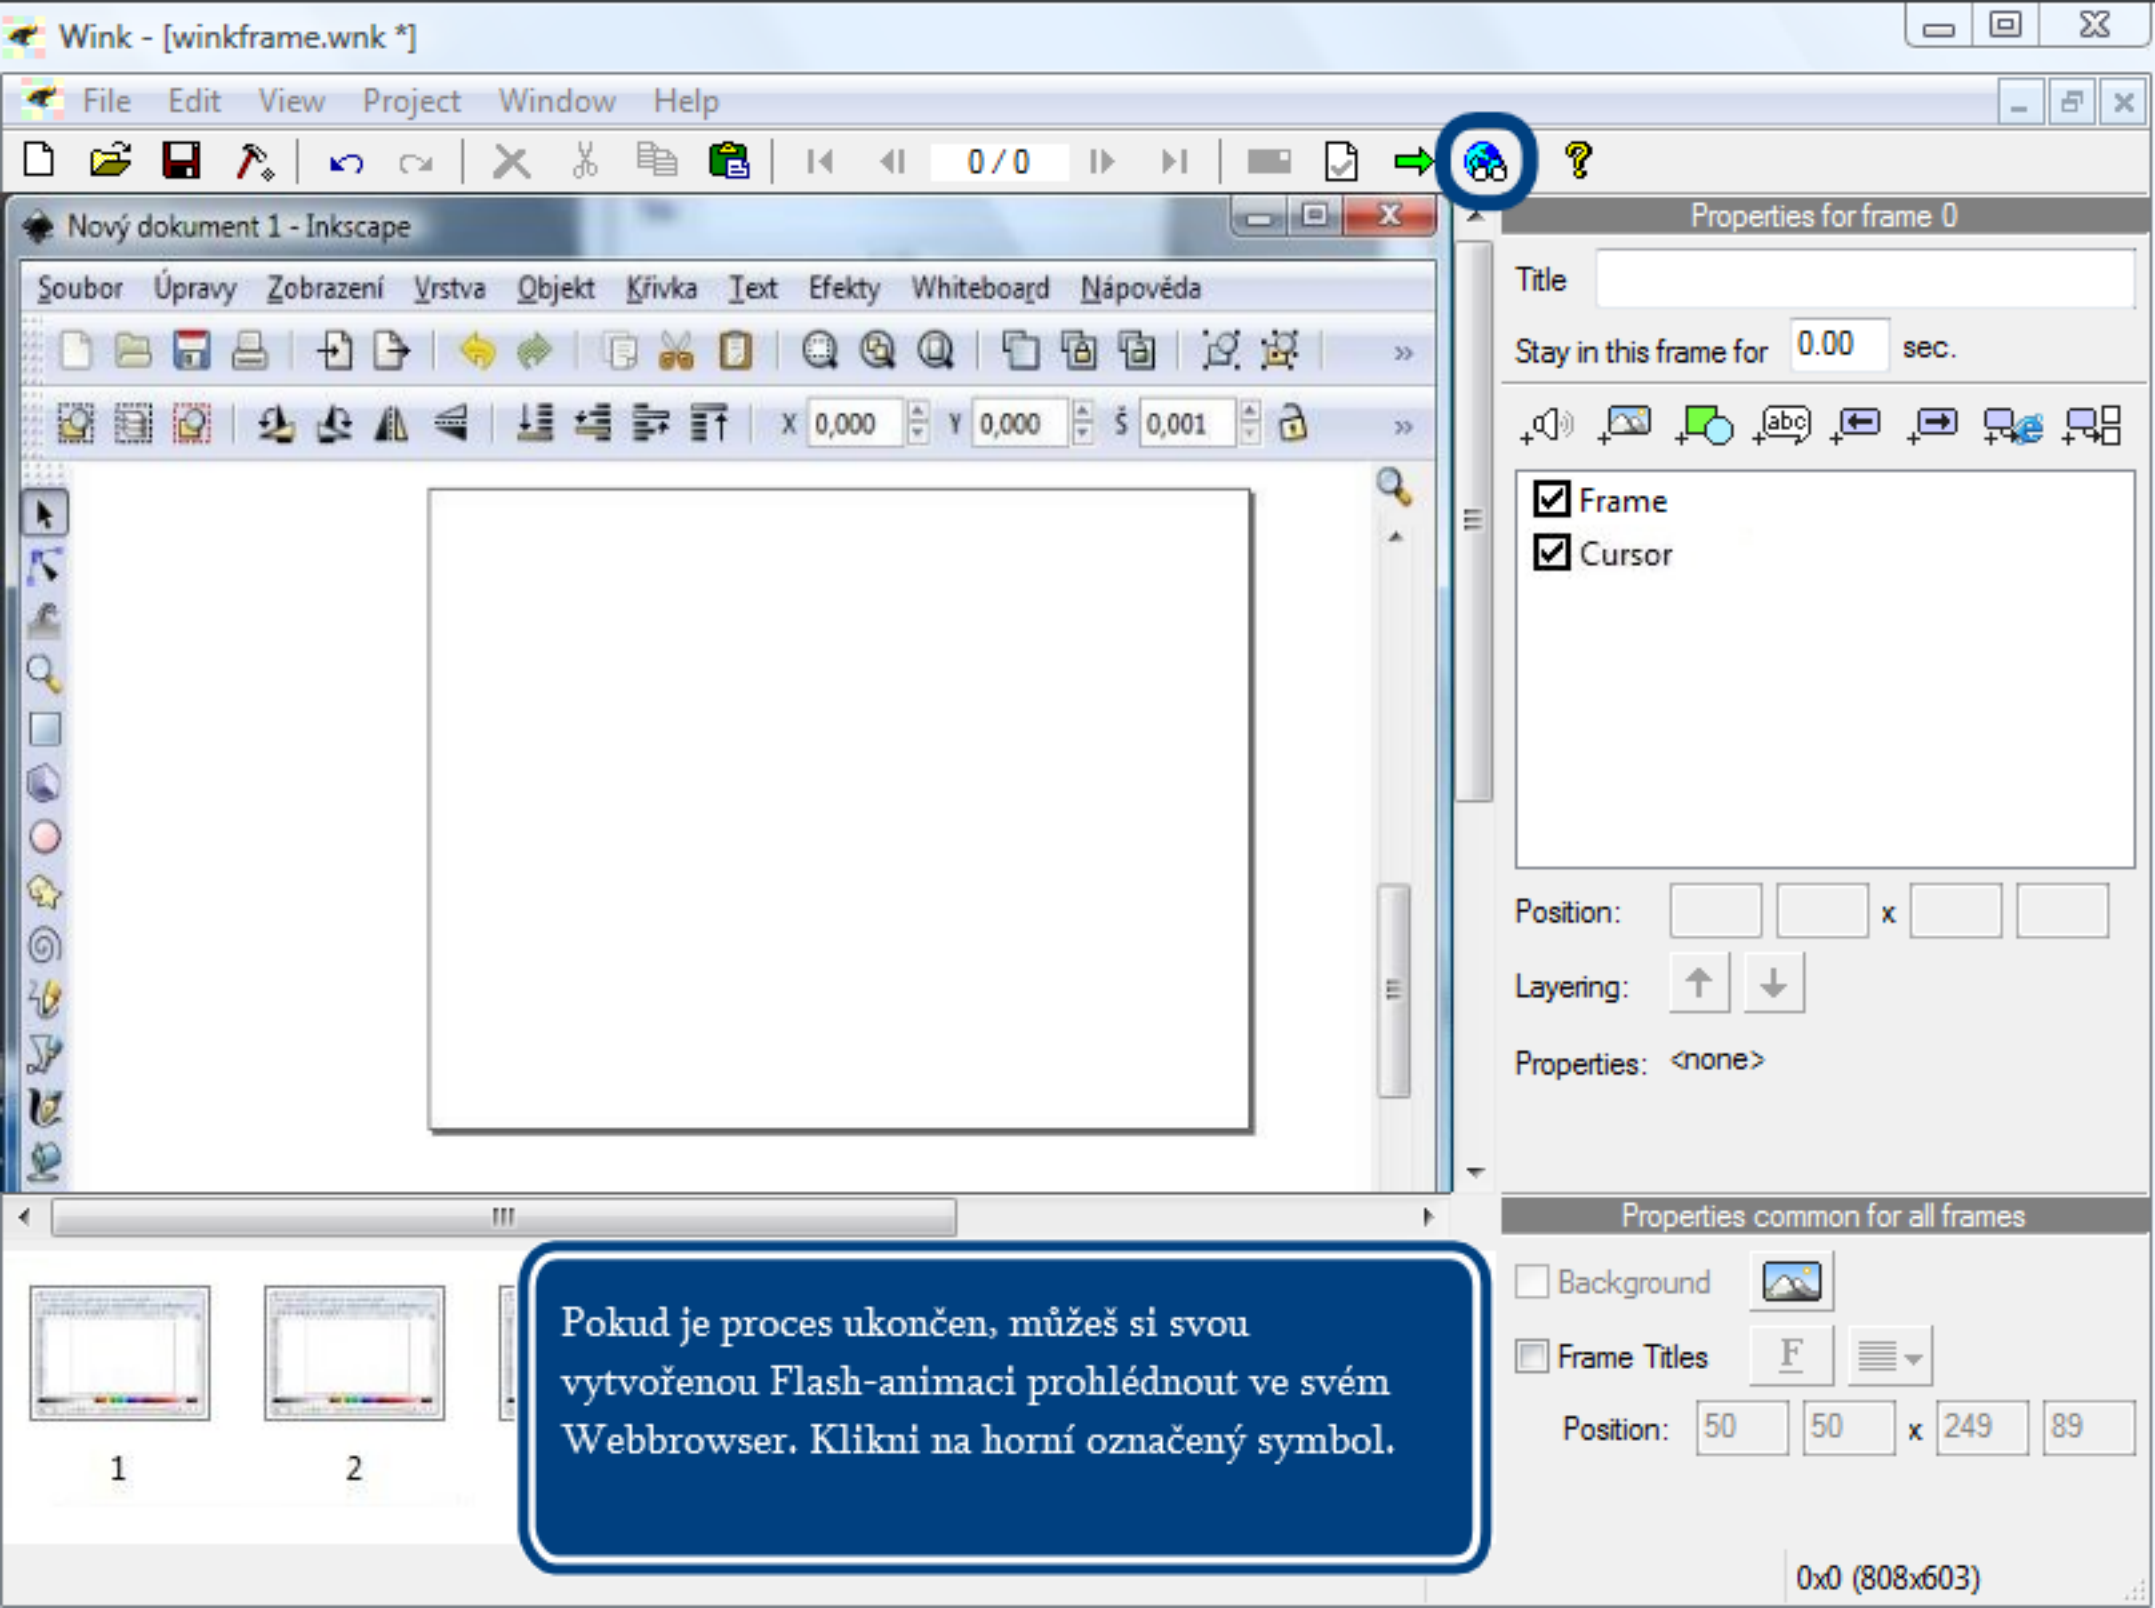 Wink - [winkframe.wnk *]
File Edit View Project Window Help
0 / 0
Nový dokument 1 - Inkscape
Soubor Úpravy Zobrazení Vrstva Objekt Křivka Text Efekty Whiteboard Nápověda
X 0,000 Y 0,000 Š 0,001
Properties for frame 0
Title
Stay in this frame for 0.00 sec.
abc
Frame
Cursor
Position: x
Layering:
Properties: <none>
Properties common for all frames
Background
Frame Titles F
Position: 50 50 x 249 89
1 2
Pokud je proces ukončen, můžeš si svou
vytvořenou Flash-animaci prohlédnout ve svém
Webbrowser. Klikni na horní označený symbol.
0x0 (808x603)